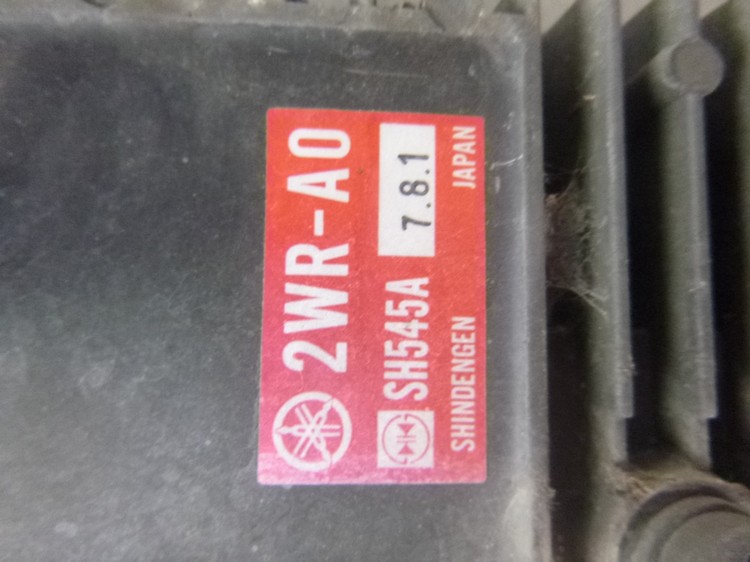 2WR-A0
SH545A 7.8.1
SHINDENGEN JAPAN